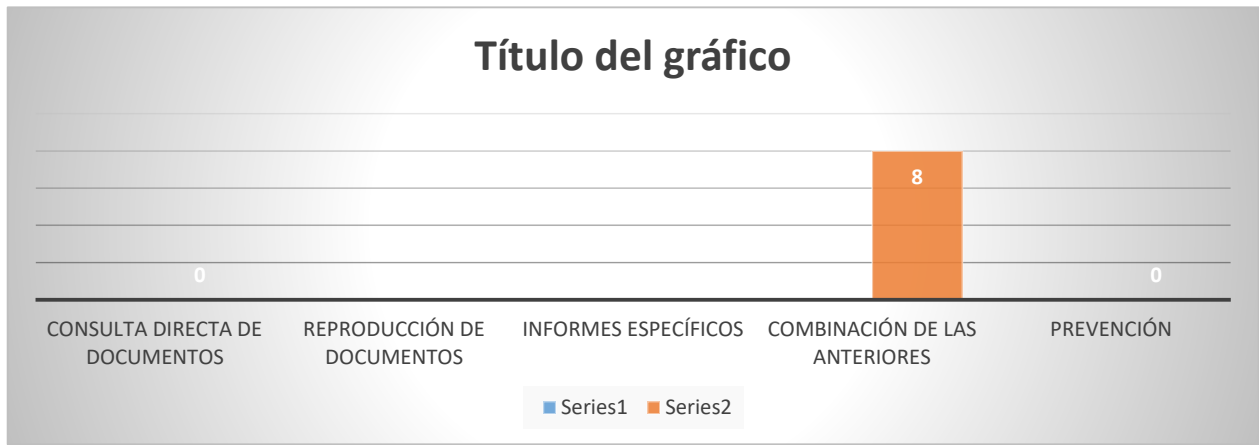 Título del gráfico
8
0
0
CONSULTA DIRECTA DE
DOCUMENTOS
REPRODUCCIÓN DE
DOCUMENTOS
INFORMES ESPECÍFICOS
COMBINACIÓN DE LAS
ANTERIORES
PREVENCIÓN
Series1
Series2